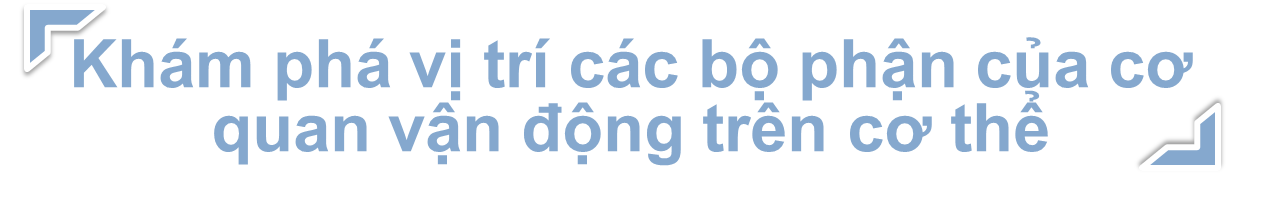 Khám phá vị trí các bộ phận của cơ
quan vận động trên cơ thể